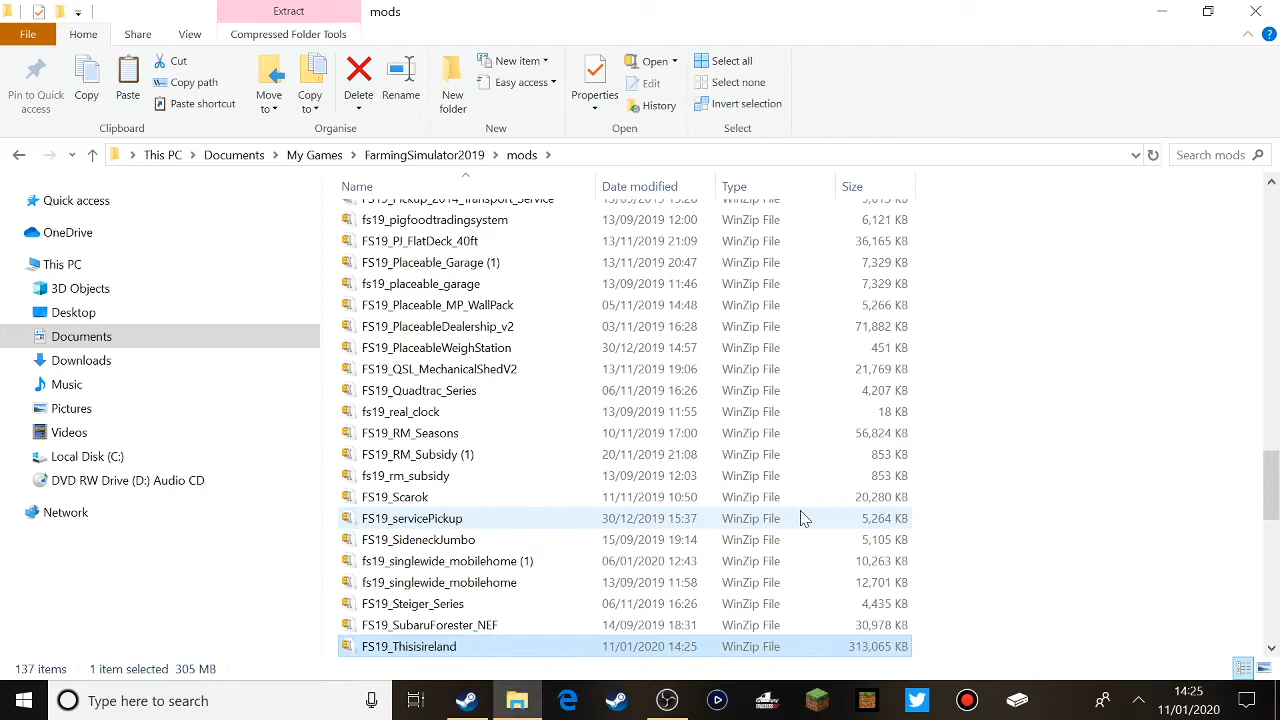 Extract
mods
File
Home
Share
View
Compressed Folder Tools
Pin to Quick access
Copy
Paste
Cut
Copy path
Paste shortcut
Move to
Copy to
Delete
Rename
New folder
New item
Easy access
Properties
Open
Edit
History
Select all
Select none
Invert selection
Clipboard
Organise
New
Open
Select
This PC
Documents
My Games
FarmingSimulator2019
mods
Search mods
Name
Date modified
Type
Size
Quick access
OneDrive
This PC
3D Objects
Desktop
Documents
Downloads
Music
Pictures
Videos
Local Disk (C:)
DVD RW Drive (D:) Audio CD
Network
FS19_Pickup_2014_Transport_Service
fs19_pigfoodtradingsystem 13/09/2019 12:00 WinZip File 6,121 KB
FS19_PJ_FlatDeck_40ft 13/11/2019 21:09 WinZip File 36,165 KB
FS19_Placeable_Garage (1) 13/11/2019 20:47 WinZip File 7,329 KB
fs19_placeable_garage 13/09/2019 11:46 WinZip File 7,329 KB
FS19_Placeable_MP_WallPack 05/11/2019 14:48 WinZip File 5,266 KB
FS19_PlaceableDealership_v2 03/11/2019 16:28 WinZip File 71,882 KB
FS19_PlaceableWeighStation 30/12/2019 14:57 WinZip File 451 KB
FS19_QSL_MechanicalShedV2 13/11/2019 19:06 WinZip File 21,769 KB
FS19_Quadtrac_Series 06/11/2019 16:26 WinZip File 4,207 KB
fs19_real_clock 13/09/2019 11:55 WinZip File 18 KB
FS19_RM_Seasons 10/11/2019 17:00 WinZip File 56,824 KB
FS19_RM_Subsidy (1) 20/11/2019 21:08 WinZip File 853 KB
fs19_rm_subsidy 13/09/2019 12:03 WinZip File 853 KB
FS19_Scarok 11/11/2019 10:50 WinZip File 20,280 KB
FS19_servicePickup 30/12/2019 15:37 WinZip File 5,264 KB
FS19_SideneckJumbo 15/09/2019 19:14 WinZip File 5,105 KB
fs19_singlewide_mobilehome (1) 06/01/2020 12:43 WinZip File 10,263 KB
fs19_singlewide_mobilehome 13/09/2019 11:58 WinZip File 12,701 KB
FS19_Steiger_Series 06/11/2019 16:26 WinZip File 4,435 KB
FS19_SubaruForester_NEF 14/09/2019 18:31 WinZip File 30,978 KB
FS19_Thisisireland 11/01/2020 14:25 WinZip File 313,065 KB
137 items
1 item selected 305 MB
Type here to search
14:25
11/01/2020